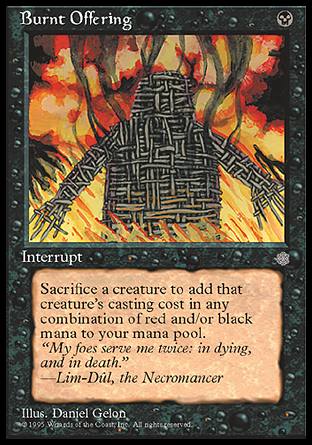 Burnt Offering
Interrupt
Sacrifice a creature to add that
creature's casting cost in any
combination of red and/or black
mana to your mana pool.
"My foes serve me twice: in dying,
and in death."
—Lim-Dûl, the Necromancer
Illus. Daniel Gelon
© 1995 Wizards of the Coast, Inc. All rights reserved.